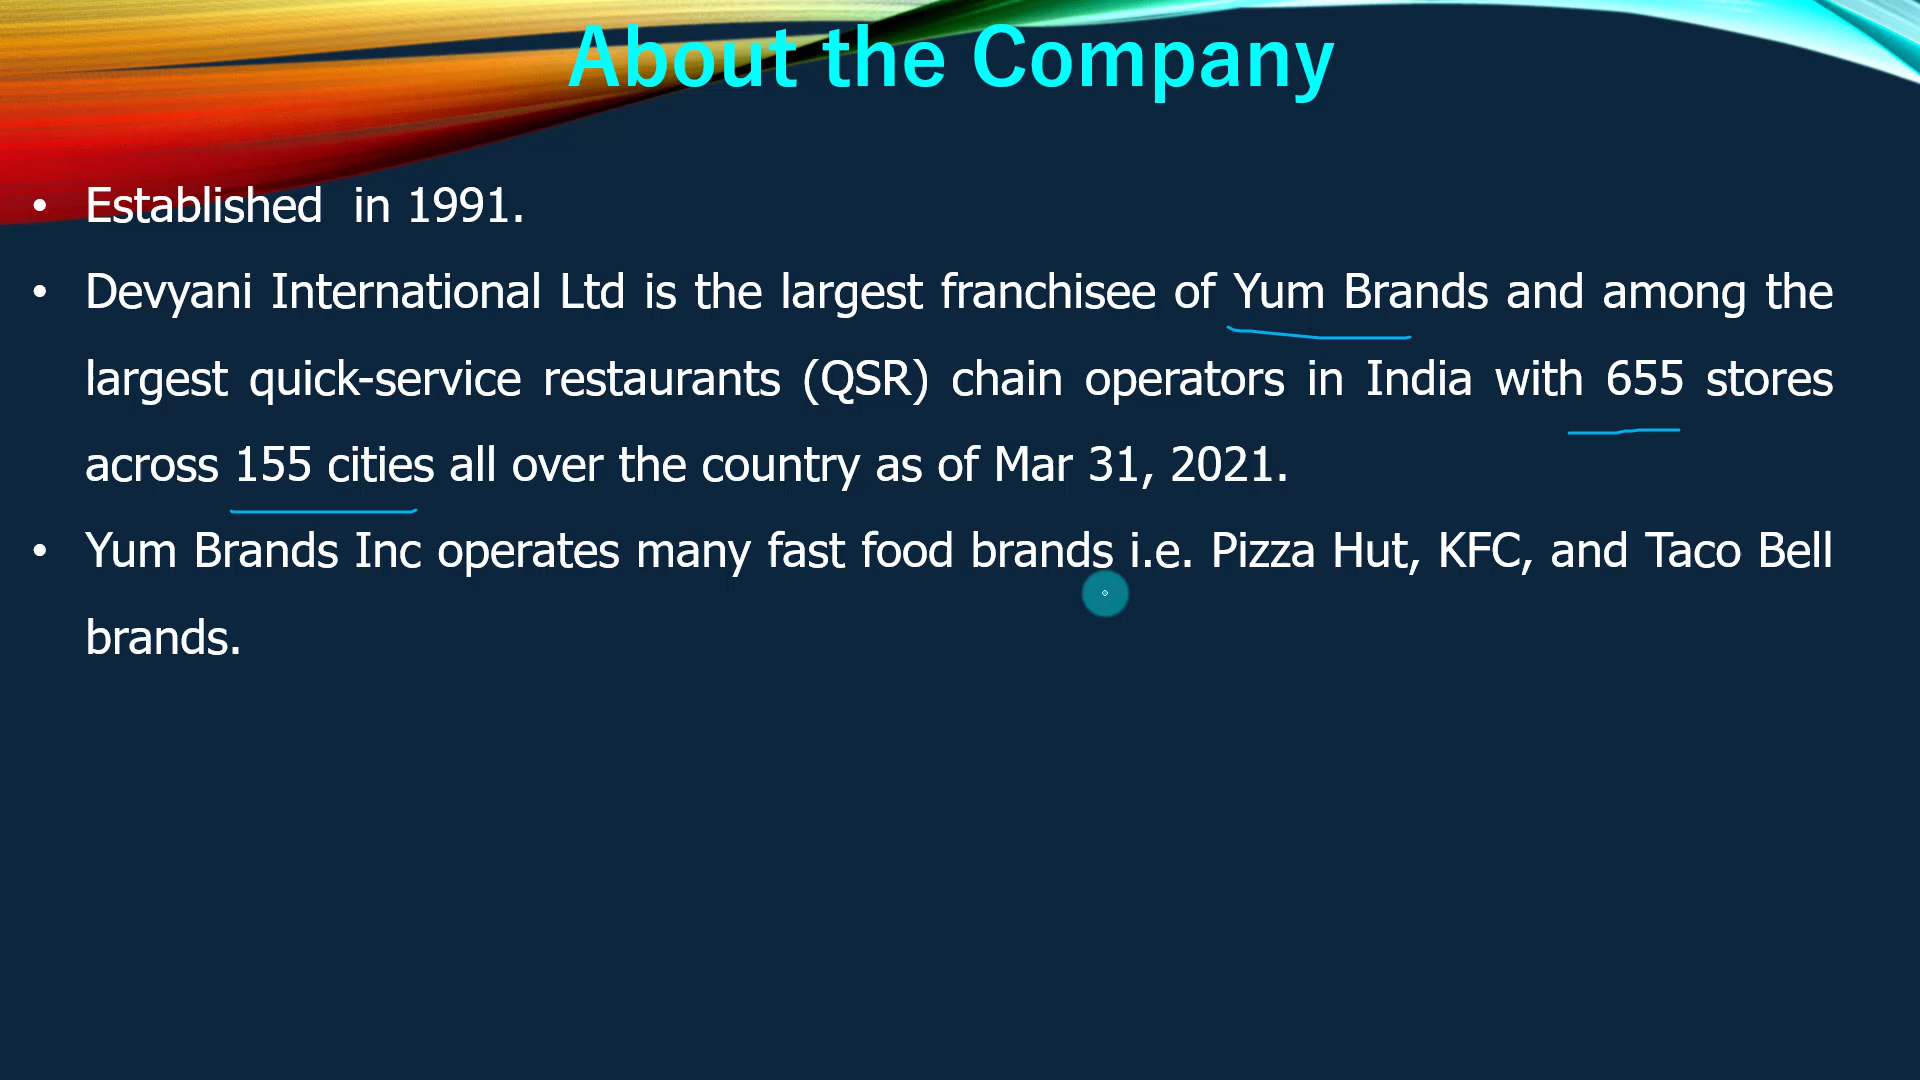 About the Company
• Established  in 1991.
• Devyani International Ltd is the largest franchisee of Yum Brands and among the
largest quick-service restaurants (QSR) chain operators in India with 655 stores
across 155 cities all over the country as of Mar 31, 2021.
• Yum Brands Inc operates many fast food brands i.e. Pizza Hut, KFC, and Taco Bell
brands.